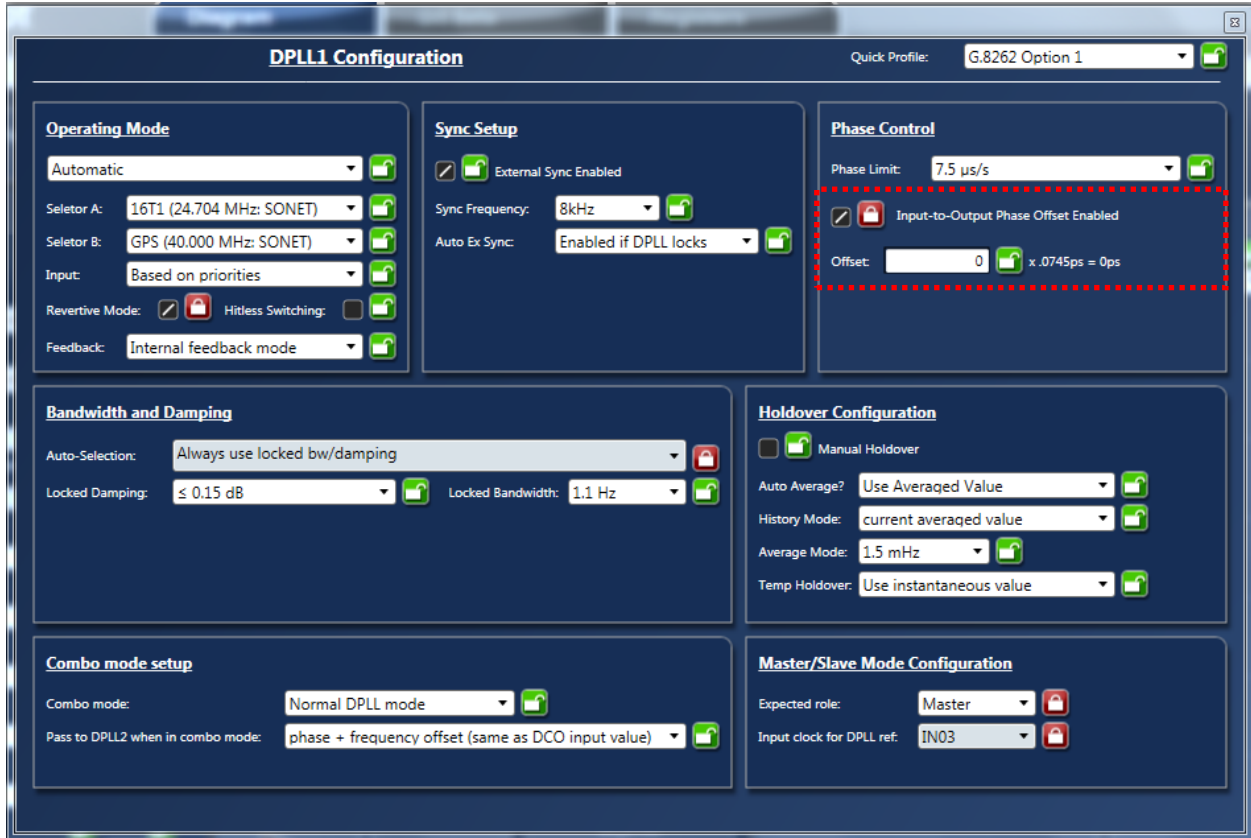 Diagram
DPLL1 Configuration
Quick Profile: G.8262 Option 1
Operating Mode
Automatic
Seletor A: 16T1 (24.704 MHz: SONET)
Seletor B: GPS (40.000 MHz: SONET)
Input: Based on priorities
Revertive Mode: Hitless Switching:
Feedback: Internal feedback mode
Sync Setup
External Sync Enabled
Sync Frequency: 8kHz
Auto Ex Sync: Enabled if DPLL locks
Phase Control
Phase Limit: 7.5 µs/s
Input-to-Output Phase Offset Enabled
Offset: 0 x .0745ps = 0ps
Bandwidth and Damping
Auto-Selection: Always use locked bw/damping
Locked Damping: ≤ 0.15 dB Locked Bandwidth: 1.1 Hz
Holdover Configuration
Manual Holdover
Auto Average? Use Averaged Value
History Mode: current averaged value
Average Mode: 1.5 mHz
Temp Holdover: Use instantaneous value
Combo mode setup
Combo mode: Normal DPLL mode
Pass to DPLL2 when in combo mode: phase + frequency offset (same as DCO input value)
Master/Slave Mode Configuration
Expected role: Master
Input clock for DPLL ref: IN03